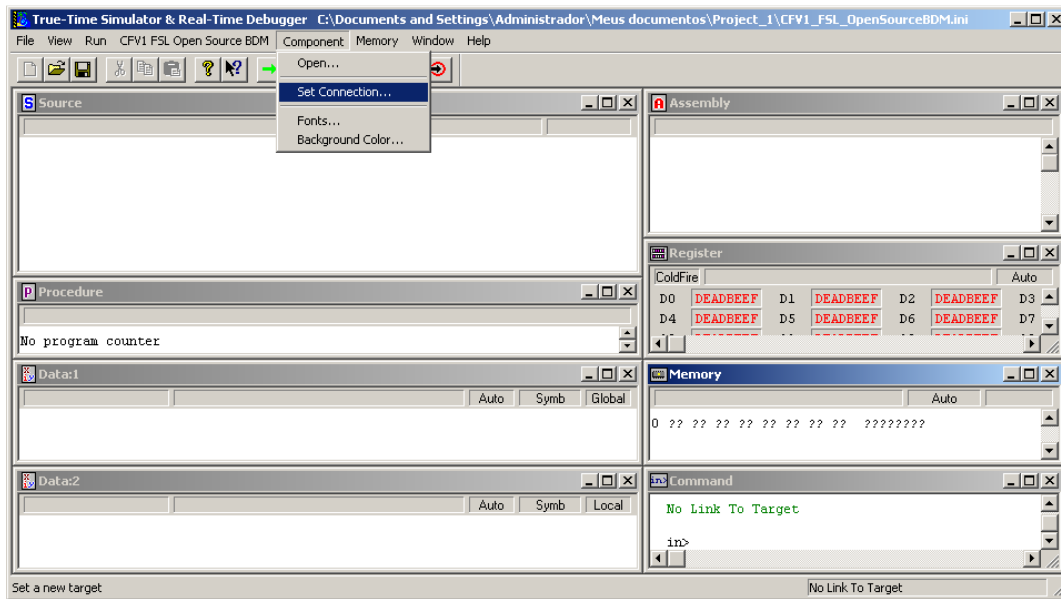 True-Time Simulator & Real-Time Debugger C:\Documents and Settings\Administrador\Meus documentos\Project_1\CFV1_FSL_OpenSourceBDM.ini
File View Run CFV1 FSL Open Source BDM Component Memory Window Help
Open...
Set Connection...
Fonts...
Background Color...
Source
Assembly
Register
ColdFire Auto
D0 DEADBEEF D1 DEADBEEF D2 DEADBEEF D3
D4 DEADBEEF D5 DEADBEEF D6 DEADBEEF D7
Procedure
No program counter
Data:1
Auto Symb Global
Memory
Auto
0 ?? ?? ?? ?? ?? ?? ?? ?? ????????
Data:2
Auto Symb Local
Command
No Link To Target
in>
Set a new target
No Link To Target